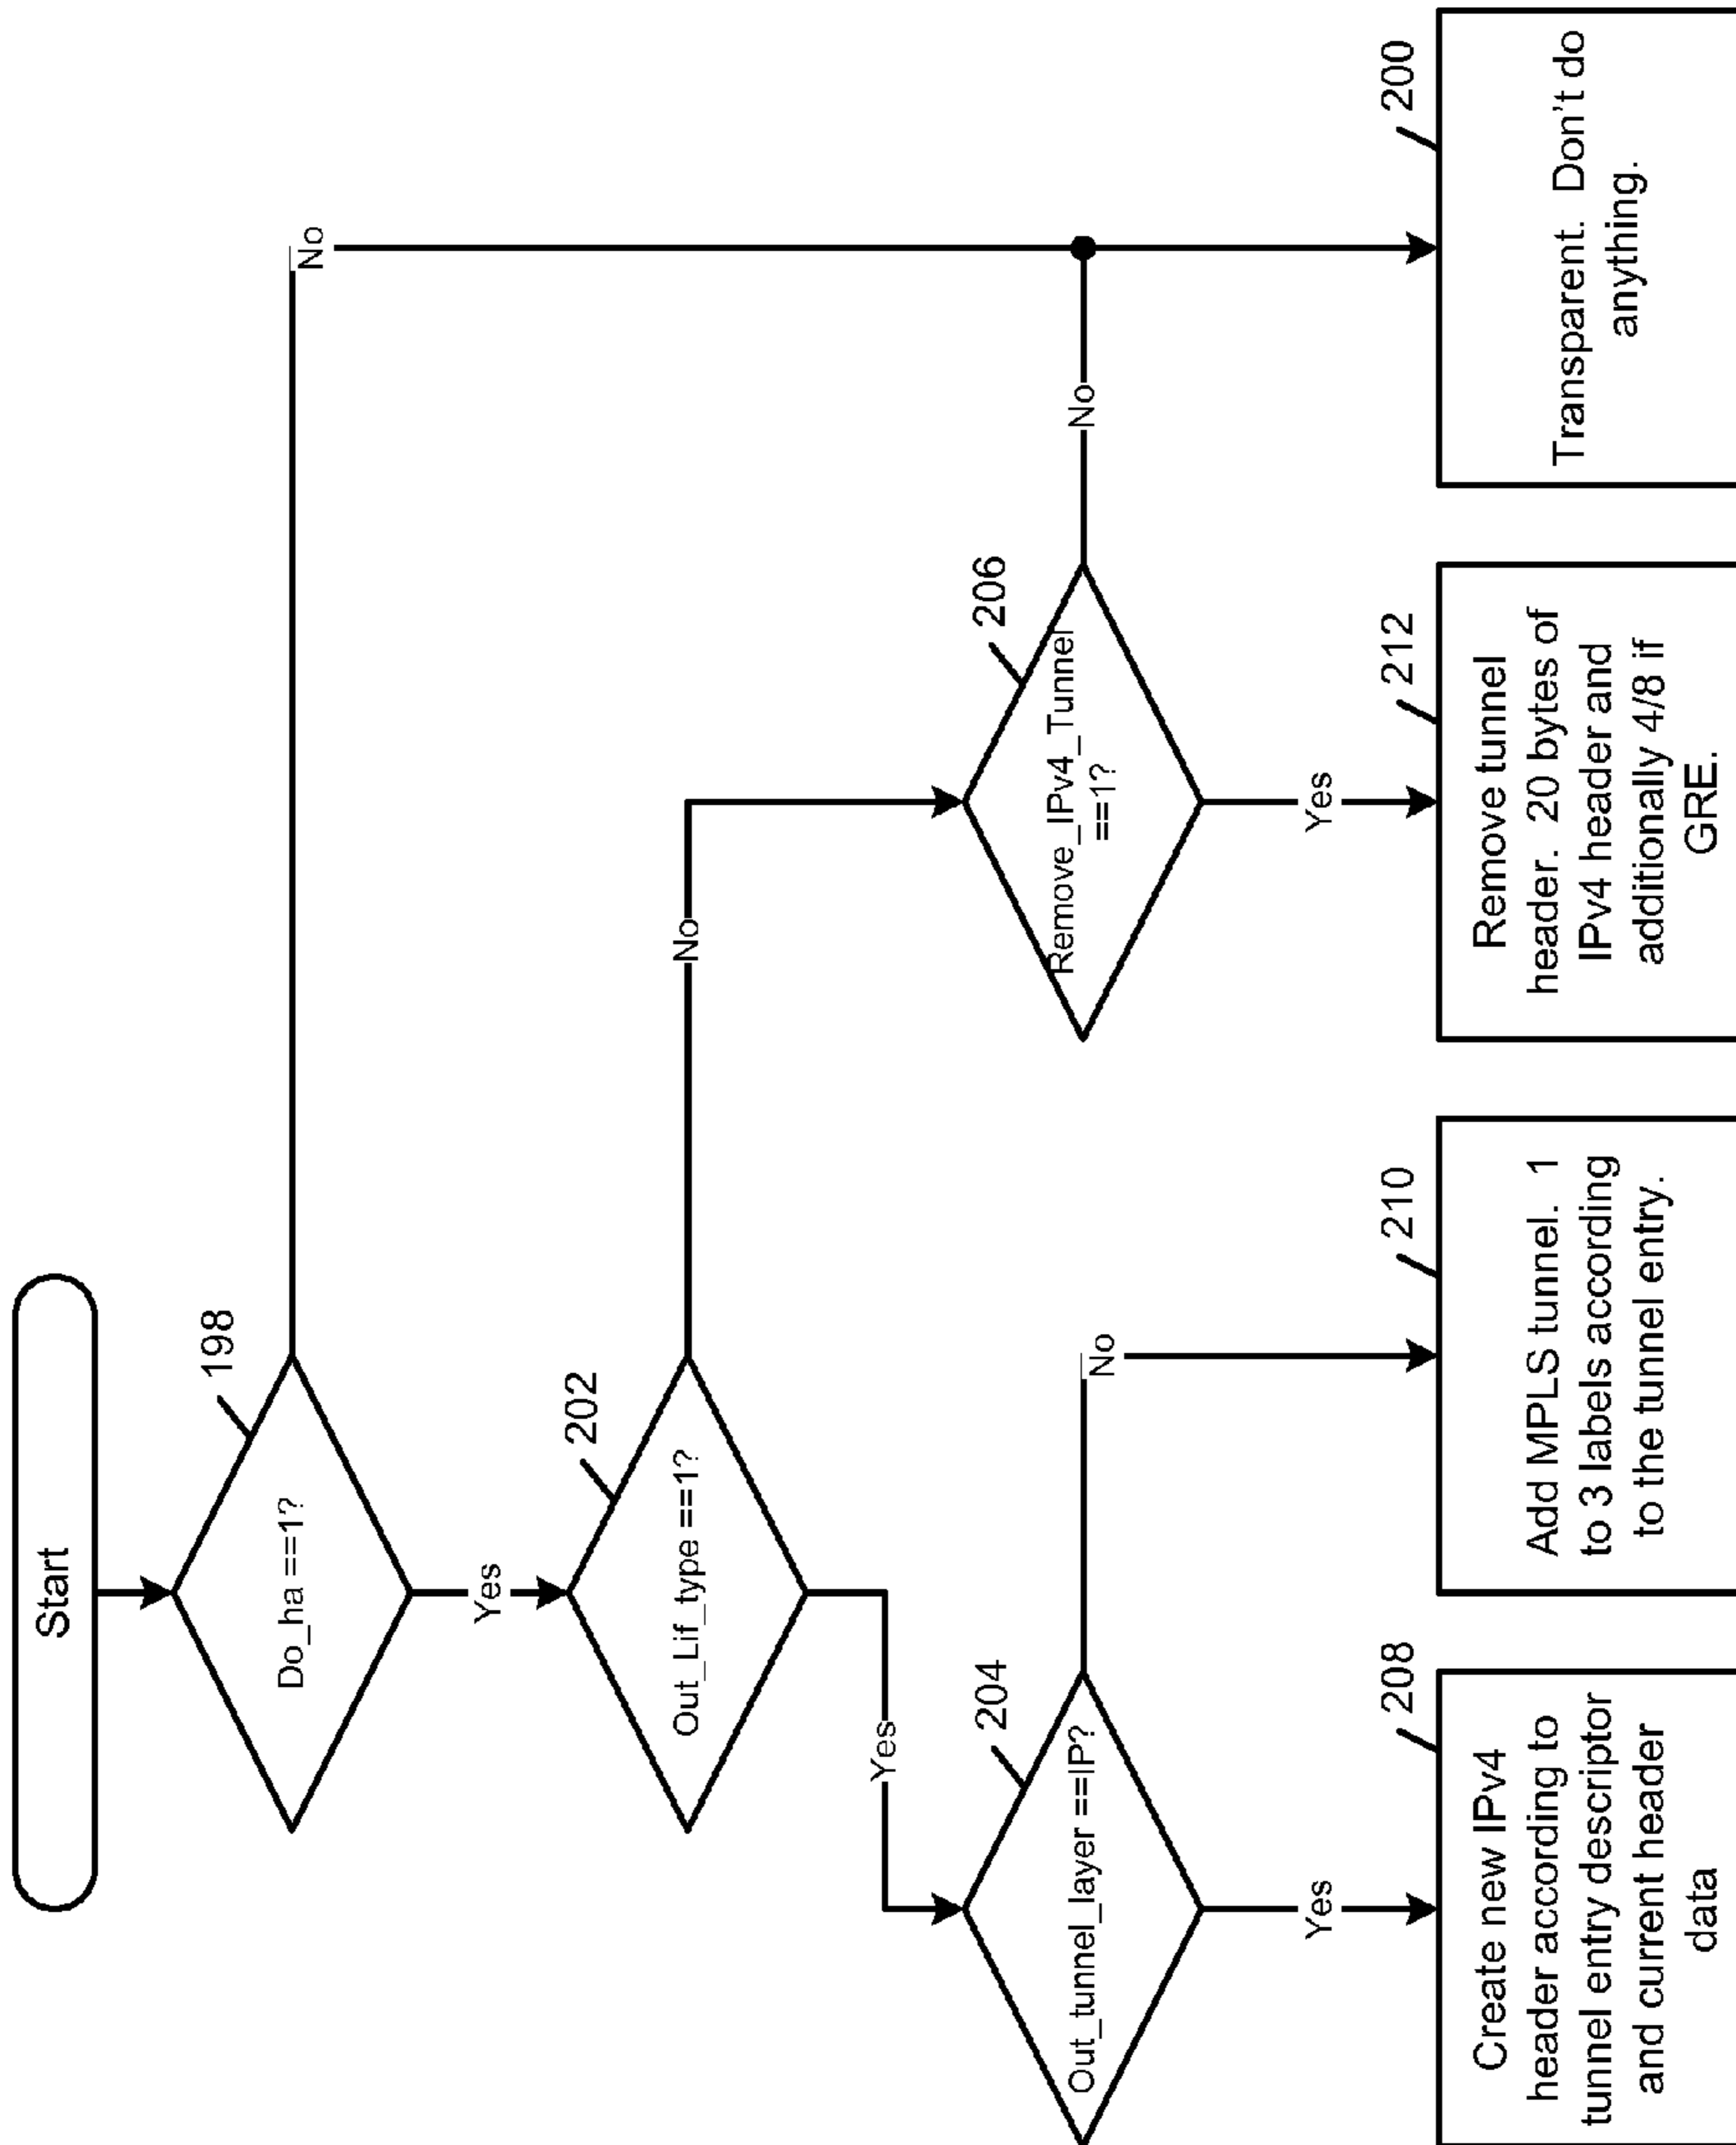 Start
198
Do_ha ==1?
No
Yes
202
Out_Lif_type ==1?
No
Yes
204
Out_tunnel_layer ==IP?
No
Yes
206
Remove_IPv4_Tunnel
==1?
No
Yes
208
Create new IPv4
header according to
tunnel entry descriptor
and current header
data
210
Add MPLS tunnel.  1
to 3 labels according
to the tunnel entry.
212
Remove tunnel
header.  20 bytes of
IPv4 header and
additionally 4/8 if
GRE.
200
Transparent.  Don't do
anything.